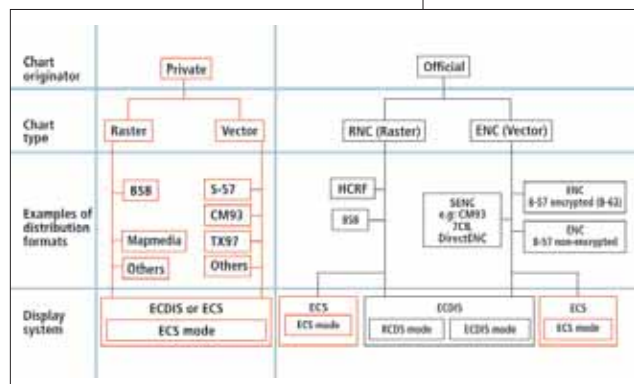 Chart
originator
Private
Official
Chart
type
Raster
Vector
RNC (Raster)
ENC (Vector)
Examples of
distribution
formats
BSB
Mapmedia
Others
S-57
CM93
TX97
Others
HCRF
BSB
SENC
e.g: CM93
7CB,
DirectENC
ENC
S-57 encrypted (S-63)
ENC
S-57 non-encrypted
Display
system
ECDIS or ECS
ECS mode
ECS
ECS mode
ECDIS
RCDS mode
ECDIS mode
ECS
ECS mode